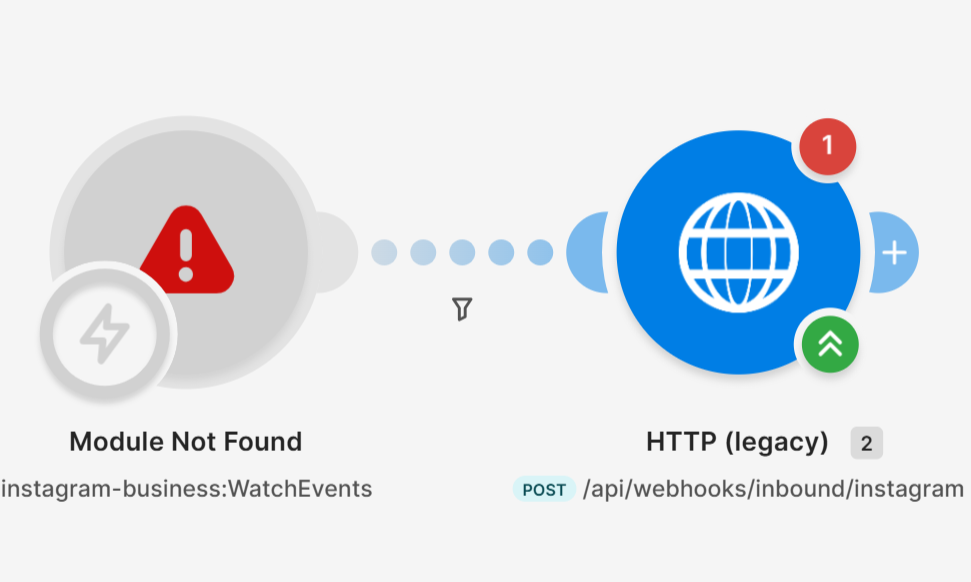 1
Module Not Found
HTTP (legacy) 2
instagram-business:WatchEvents
POST /api/webhooks/inbound/instagram